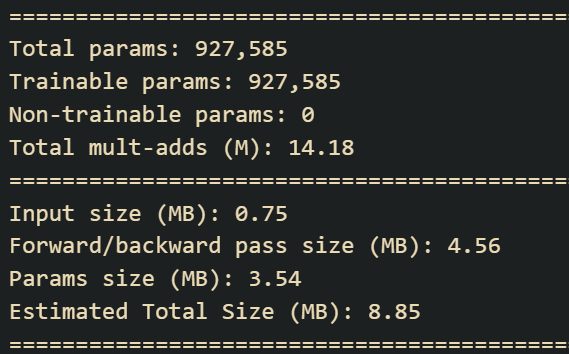 ==========================================
Total params: 927,585
Trainable params: 927,585
Non-trainable params: 0
Total mult-adds (M): 14.18
==========================================
Input size (MB): 0.75
Forward/backward pass size (MB): 4.56
Params size (MB): 3.54
Estimated Total Size (MB): 8.85
==========================================